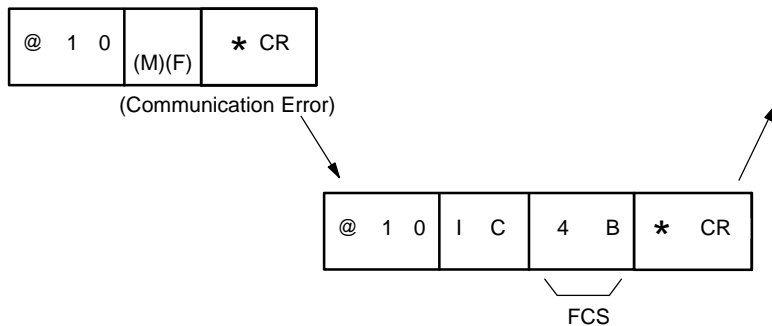 @ 1 0 (M)(F) * CR
(Communication Error)
@ 1 0 I C 4 B * CR
FCS